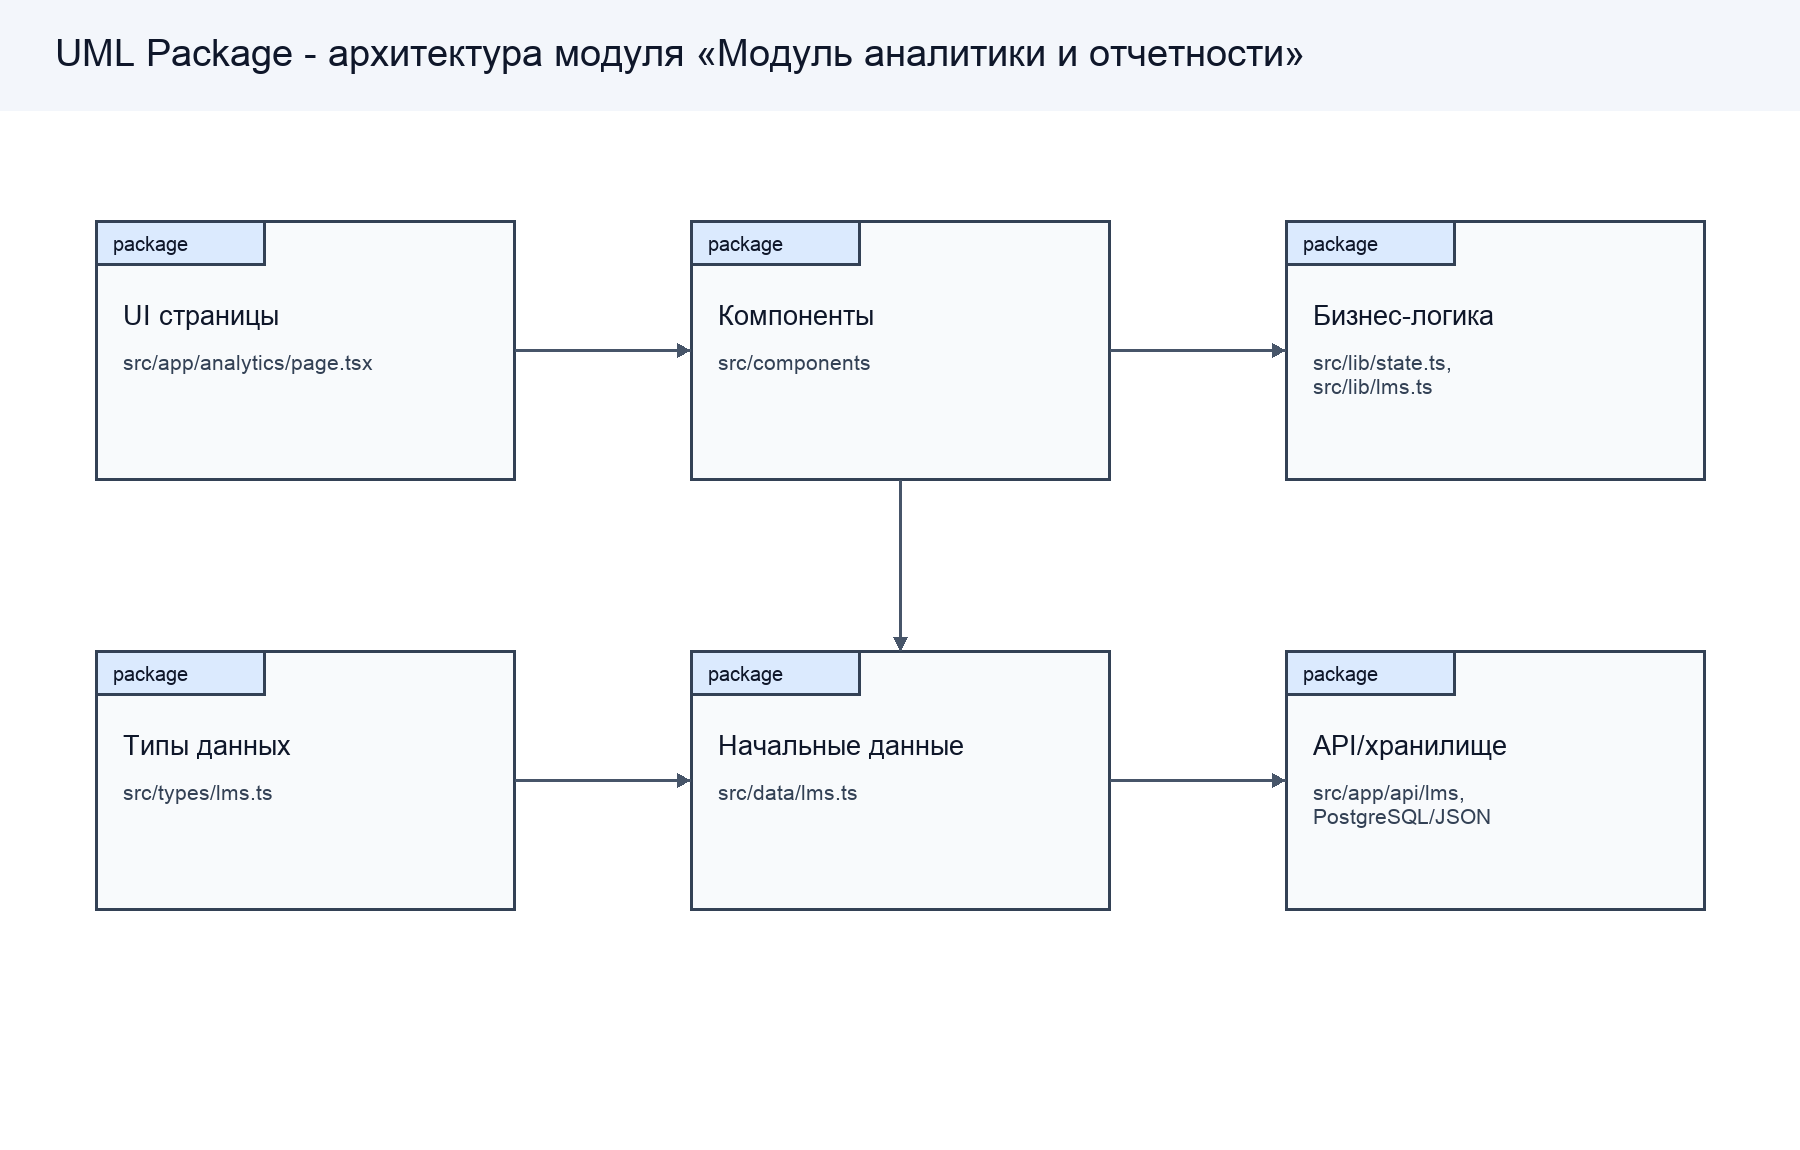 UML Package - архитектура модуля «Модуль аналитики и отчетности»
package
UI страницы
src/app/analytics/page.tsx
package
Компоненты
src/components
package
Бизнес-логика
src/lib/state.ts,
src/lib/lms.ts
package
Типы данных
src/types/lms.ts
package
Начальные данные
src/data/lms.ts
package
API/хранилище
src/app/api/lms,
PostgreSQL/JSON